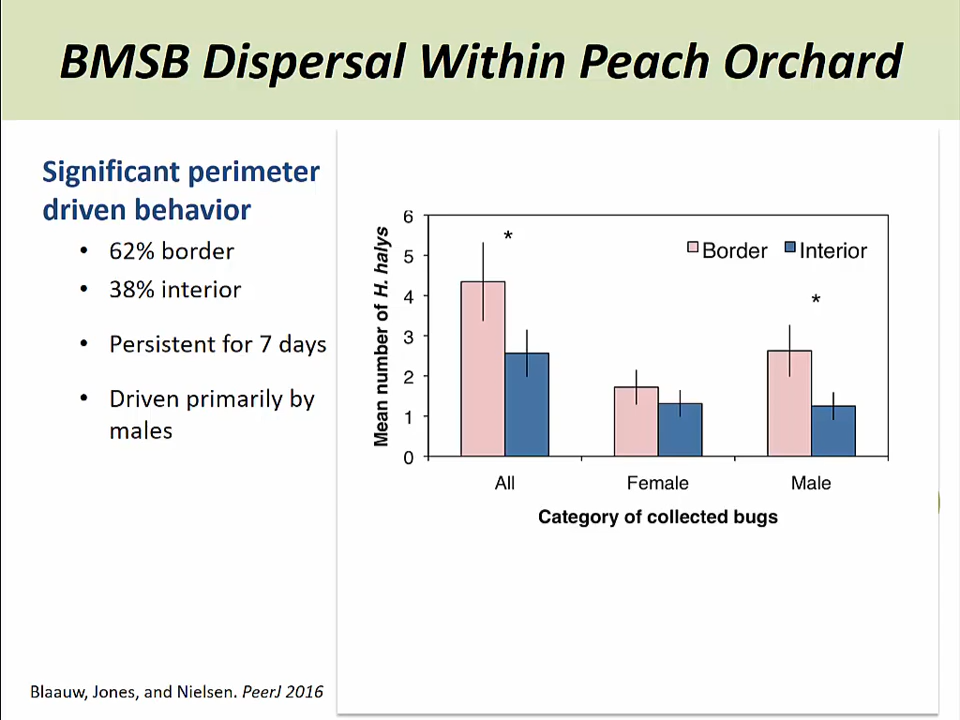 BMSB Dispersal Within Peach Orchard
Significant perimeter
driven behavior
• 62% border
• 38% interior
• Persistent for 7 days
• Driven primarily by
males
Mean number of H. halys
6
5
4
3
2
1
0
*
*
Border Interior
All Female Male
Category of collected bugs
Blaauw, Jones, and Nielsen. PeerJ 2016